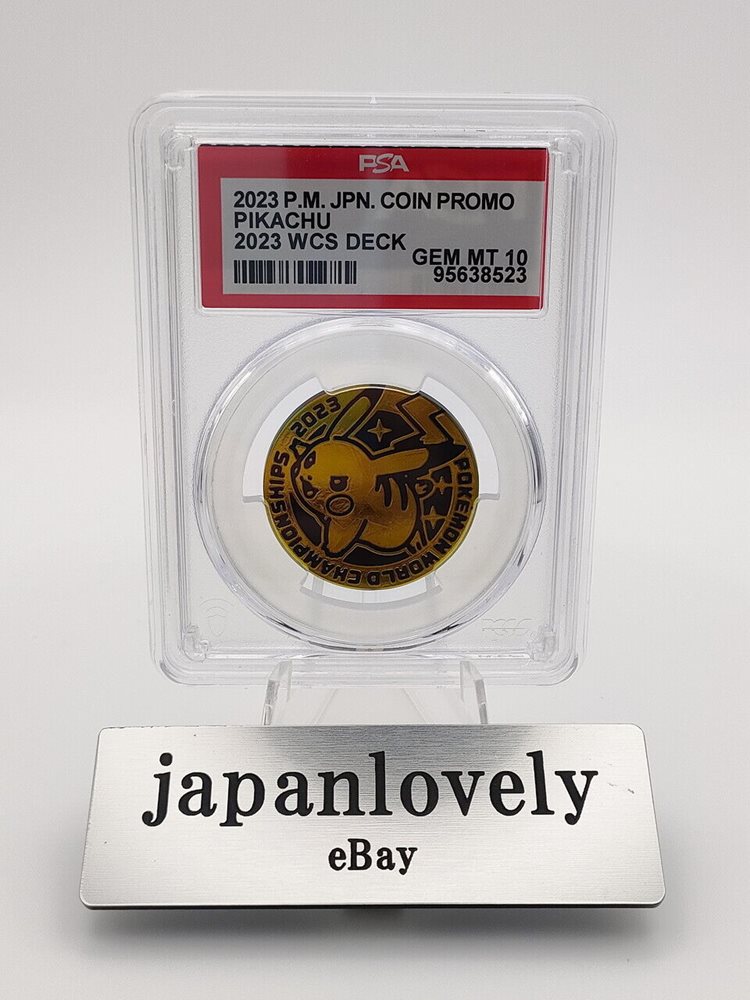 PSA
2023 P.M. JPN. COIN PROMO
PIKACHU
2023 WCS DECK
GEM MT 10
95638523
2023
POKEMON WORLD CHAMPIONSHIPS
PCGS
japanlovely
eBay